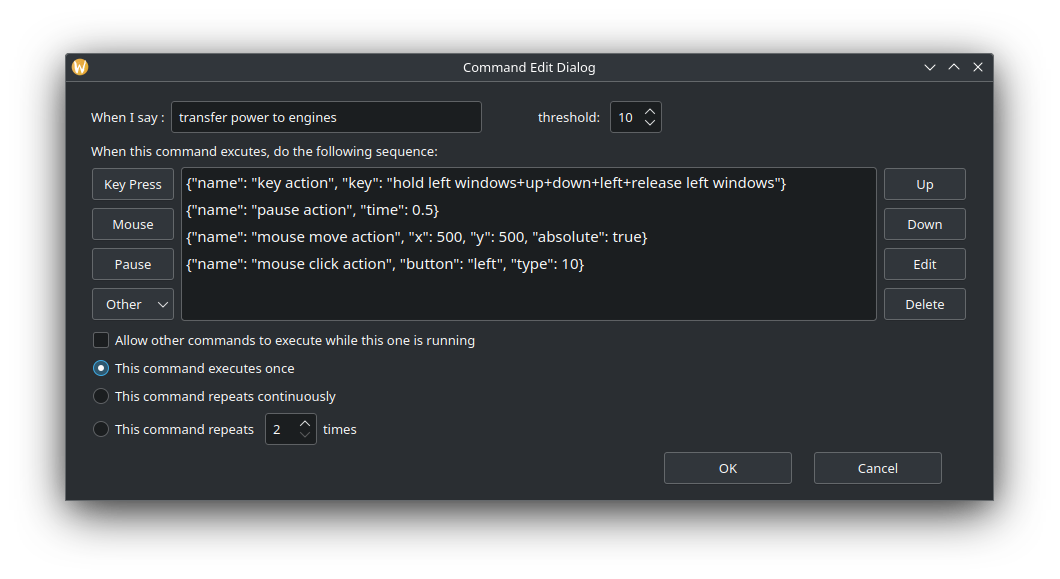 Command Edit Dialog
When I say : transfer power to engines threshold: 10
When this command excutes, do the following sequence:
Key Press
Mouse
Pause
Other
{"name": "key action", "key": "hold left windows+up+down+left+release left windows"}
{"name": "pause action", "time": 0.5}
{"name": "mouse move action", "x": 500, "y": 500, "absolute": true}
{"name": "mouse click action", "button": "left", "type": 10}
Up
Down
Edit
Delete
Allow other commands to execute while this one is running
This command executes once
This command repeats continuously
This command repeats 2 times
OK Cancel